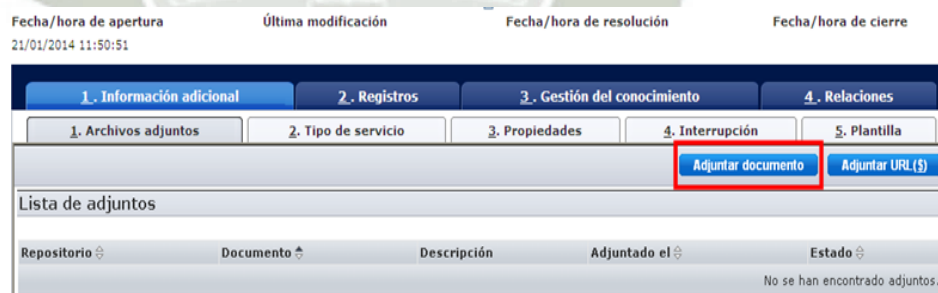 Fecha/hora de apertura Última modificación Fecha/hora de resolución Fecha/hora de cierre
21/01/2014 11:50:51
1. Información adicional 2. Registros 3. Gestión del conocimiento 4. Relaciones
1. Archivos adjuntos 2. Tipo de servicio 3. Propiedades 4. Interrupción 5. Plantilla
Adjuntar documento Adjuntar URL($)
Lista de adjuntos
Repositorio Documento Descripción Adjuntado el Estado
No se han encontrado adjuntos.